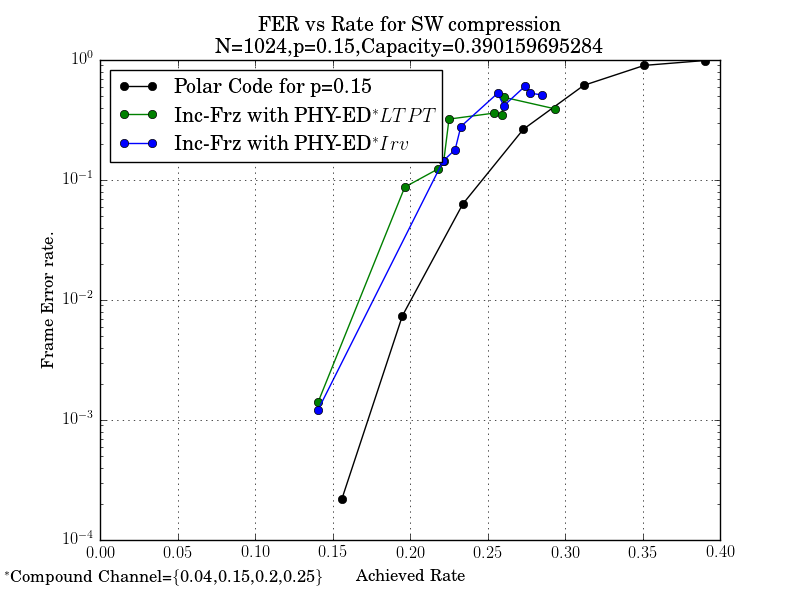 FER vs Rate for SW compression
N=1024,p=0.15,Capacity=0.390159695284
10^0
Polar Code for p=0.15
Inc-Frz with PHY-ED*LTPT
Inc-Frz with PHY-ED*Irv
10^-1
10^-2
10^-3
10^-4
Frame Error rate.
0.00 0.05 0.10 0.15 0.20 0.25 0.30 0.35 0.40
*Compound Channel={0.04,0.15,0.2,0.25} Achieved Rate